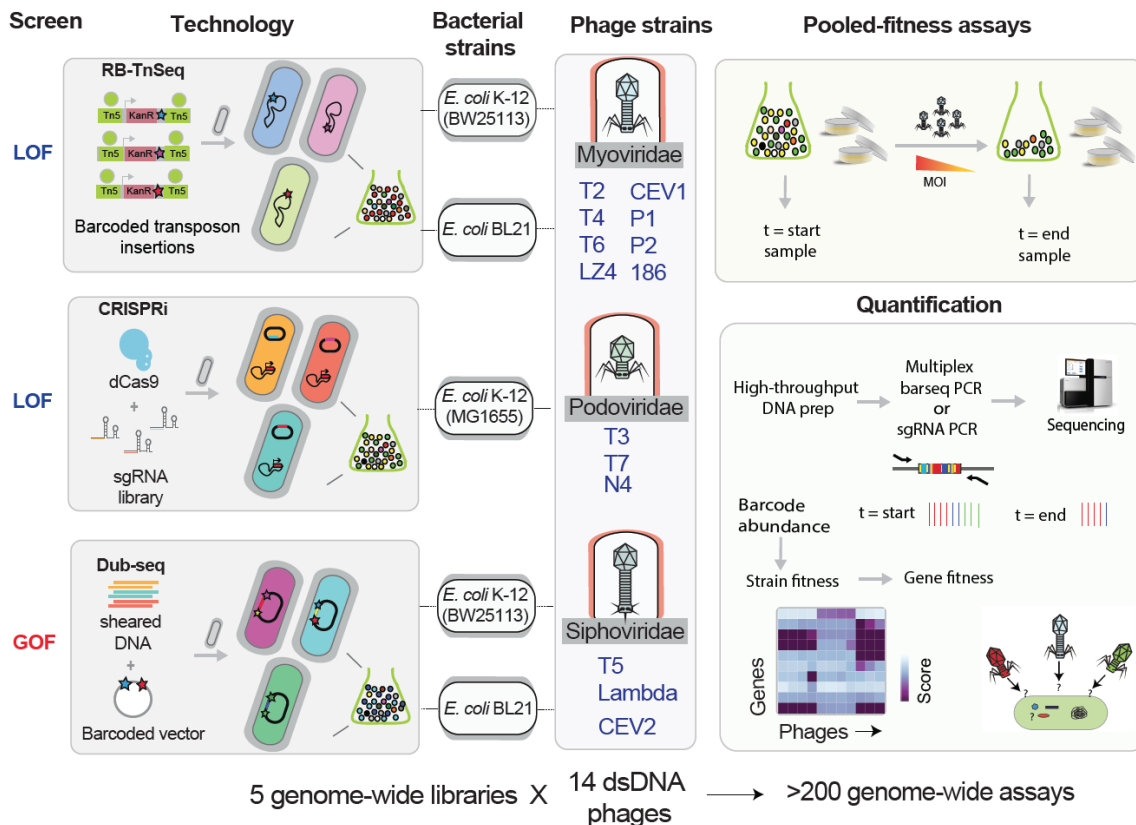 Screen
Technology
Bacterial
strains
Phage strains
Pooled-fitness assays
LOF
RB-TnSeq
Tn5 KanR Tn5
Tn5 KanR Tn5
Tn5 KanR Tn5
Barcoded transposon
insertions
E. coli K-12
(BW25113)
E. coli BL21
LOF
CRISPRi
dCas9
+
sgRNA
library
E. coli K-12
(MG1655)
GOF
Dub-seq
sheared
DNA
+
Barcoded vector
E. coli K-12
(BW25113)
E. coli BL21
Myoviridae
T2 CEV1
T4 P1
T6 P2
LZ4 186
Podoviridae
T3
T7
N4
Siphoviridae
T5
Lambda
CEV2
MOI
t = start
sample
t = end
sample
Quantification
High-throughput
DNA prep
Multiplex
barseq PCR
or
sgRNA PCR
Sequencing
Barcode
abundance
t = start
t = end
Strain fitness
Gene fitness
Genes
Phages
Score
? ? ?
?
5 genome-wide libraries X 14 dsDNA
phages
>200 genome-wide assays